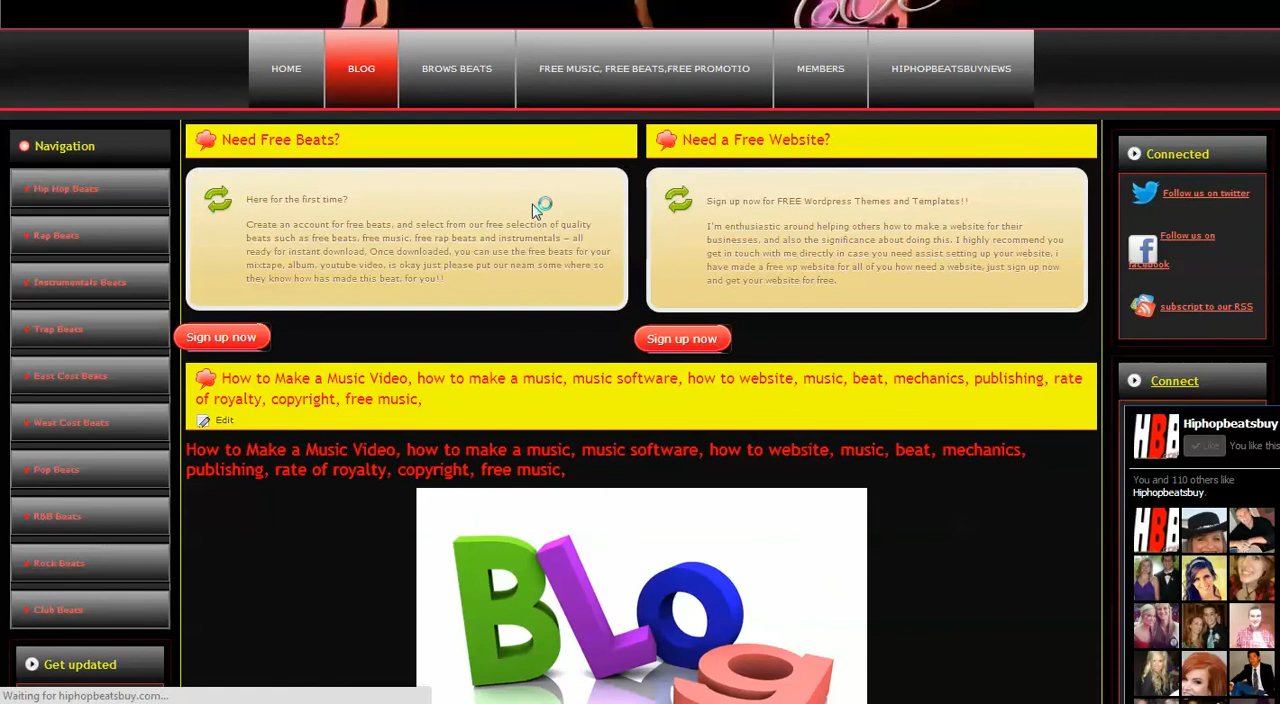 HOME
BLOG
BROWS BEATS
FREE MUSIC, FREE BEATS,FREE PROMOTIO
MEMBERS
HIPHOPBEATSBUYNEWS
Navigation
Hip Hop Beats
Rap Beats
Instrumentals Beats
Trap Beats
East Cost Beats
West Cost Beats
Pop Beats
R&B Beats
Rock Beats
Club Beats
Get updated
Need Free Beats?
Here for the first time?
Create an account for free beats, and select from our free selection of quality
beats such as free beats, free music, free rap beats and instrumentals – all
ready for instant download, Once downloaded, you can use the free beats for your
mixtape, album, youtube video, is okay just please put our neam some where so
they know how has made this beat, for you!!
Sign up now
Need a Free Website?
Sign up now for FREE Wordpress Themes and Templates!!
I'm enthusiastic around helping others how to make a website for their
businesses, and also the significance about doing this. I highly recommend you
get in touch with me directly in case you need assist setting up your website, i
have made a free wp website for all of you how need a website, just sign up now
and get your website for free.
Sign up now
How to Make a Music Video, how to make a music, music software, how to website, music, beat, mechanics, publishing, rate
of royalty, copyright, free music,
Edit
How to Make a Music Video, how to make a music, music software, how to website, music, beat, mechanics,
publishing, rate of royalty, copyright, free music,
BLOg
Connected
Follow us on twitter
Follow us on
facebook
subscript to our RSS
Connect
HBB
Hiphopbeatsbuy
Like
You like this
You and 110 others like
Hiphopbeatsbuy.
HBB
Waiting for hiphopbeatsbuy.com...